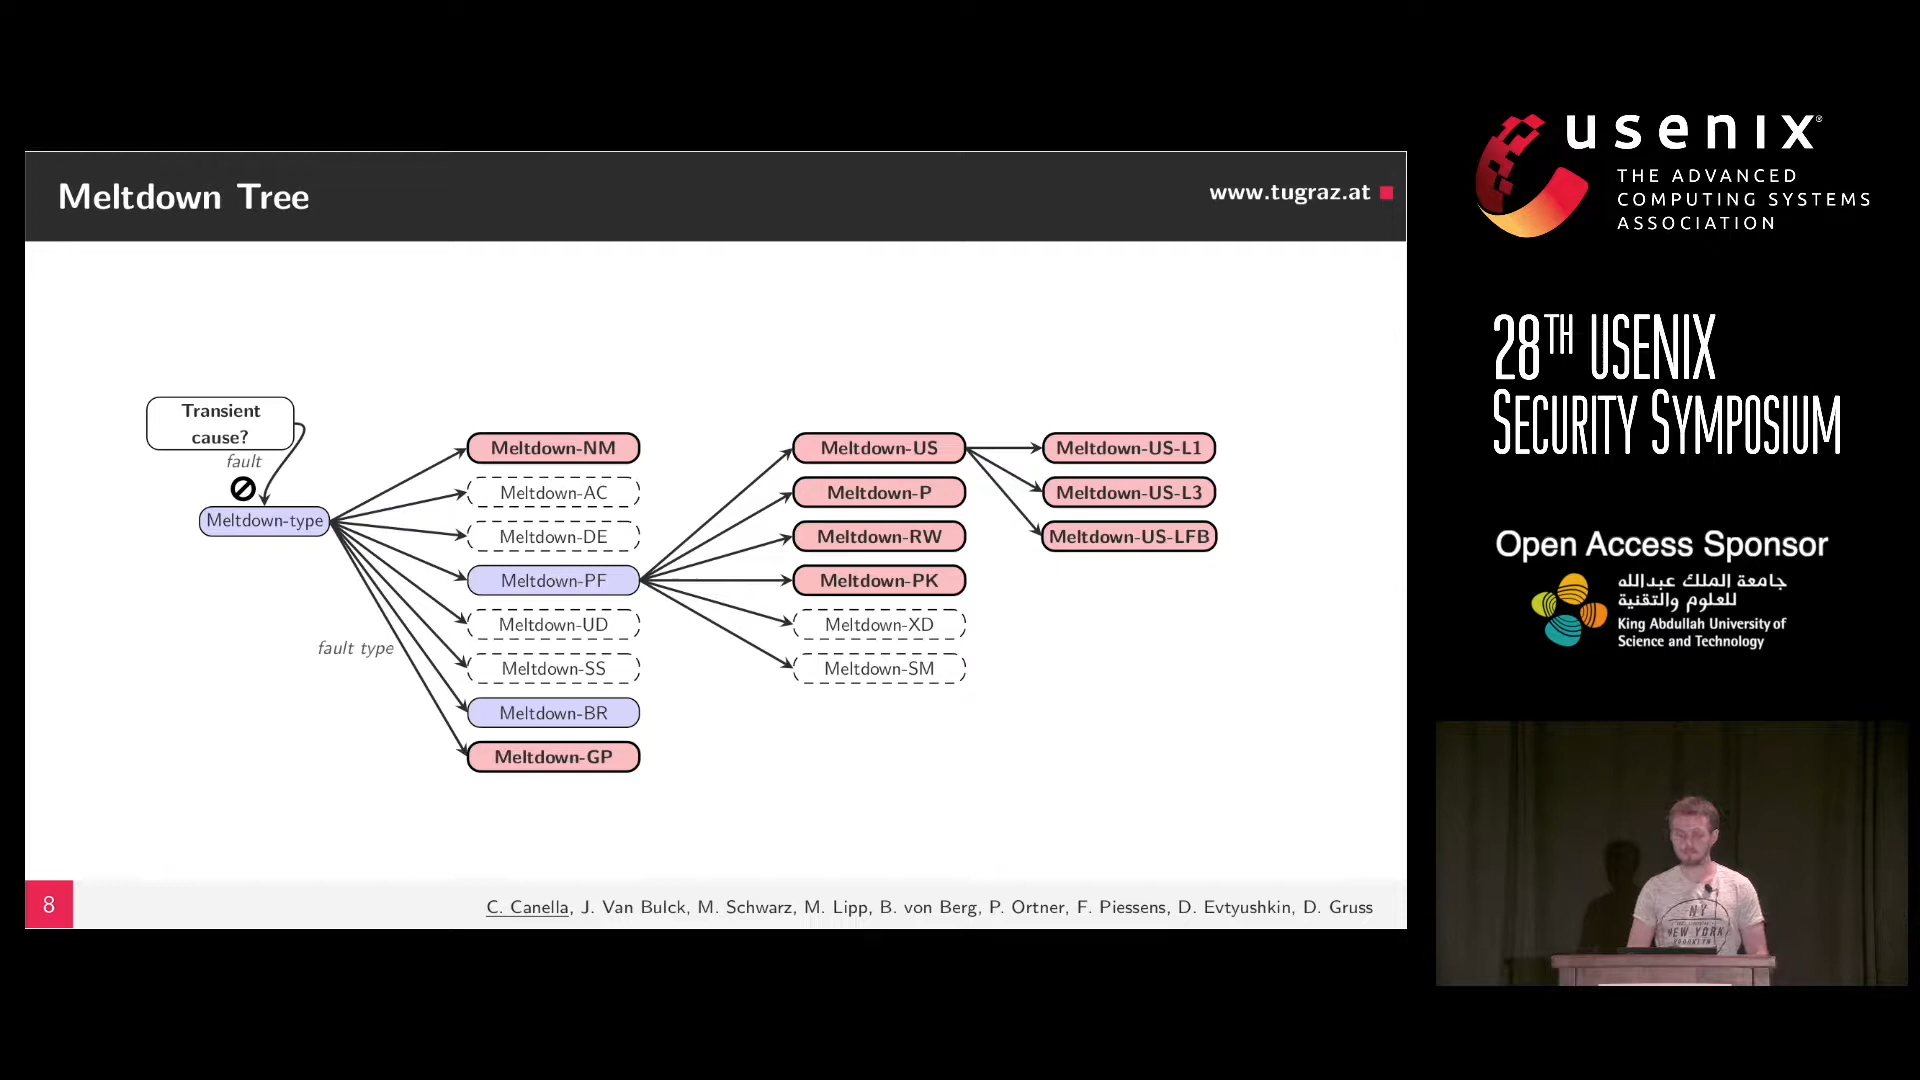 Meltdown Tree
www.tugraz.at
Transient
cause?
fault
Meltdown-type
fault type
Meltdown-NM
Meltdown-AC
Meltdown-DE
Meltdown-PF
Meltdown-UD
Meltdown-SS
Meltdown-BR
Meltdown-GP
Meltdown-US
Meltdown-P
Meltdown-RW
Meltdown-PK
Meltdown-XD
Meltdown-SM
Meltdown-US-L1
Meltdown-US-L3
Meltdown-US-LFB
8
C. Canella, J. Van Bulck, M. Schwarz, M. Lipp, B. von Berg, P. Ortner, F. Piessens, D. Evtyushkin, D. Gruss
usenix®
THE ADVANCED
COMPUTING SYSTEMS
ASSOCIATION
28TH USENIX
SECURITY SYMPOSIUM
Open Access Sponsor
جامعة الملك عبدالله
للعلوم والتقنية
King Abdullah University of
Science and Technology
NY
NEW YORK
BROOKLYN